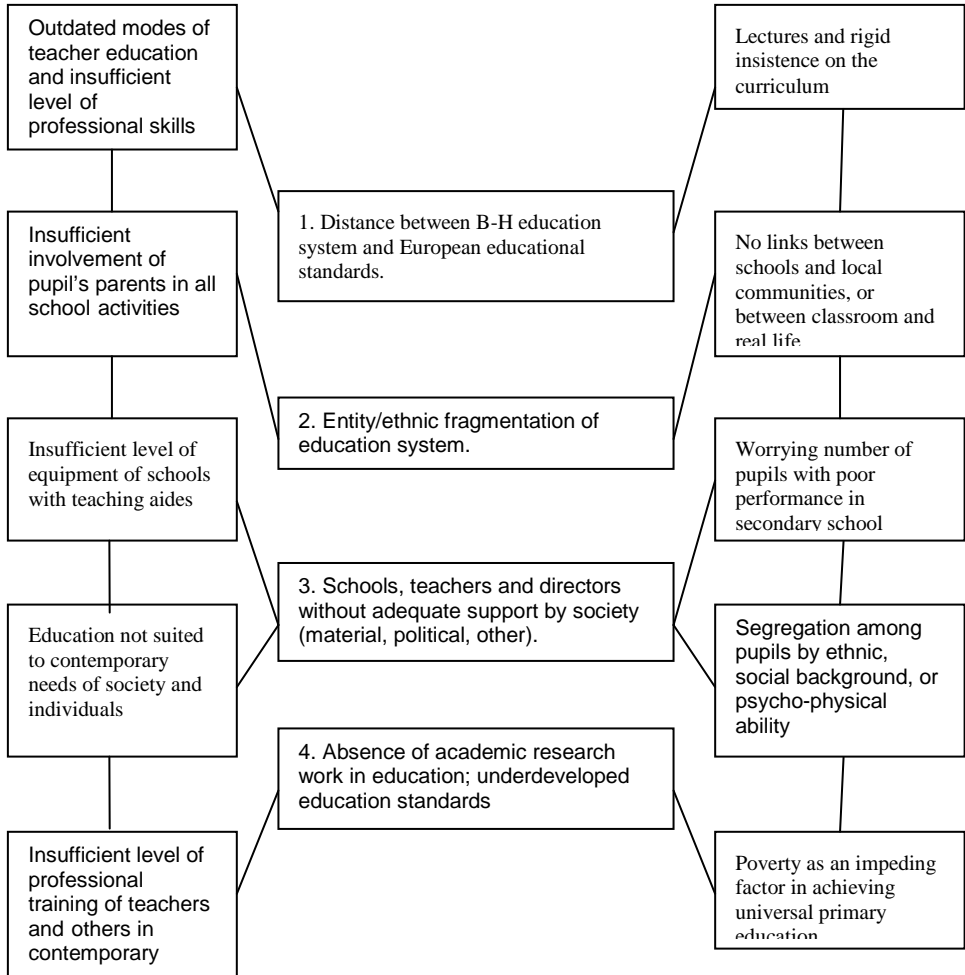 Outdated modes of
teacher education
and insufficient
level of
professional skills
Insufficient
involvement of
pupil's parents in all
school activities
Insufficient level of
equipment of schools
with teaching aides
Education not suited
to contemporary
needs of society and
individuals
Insufficient level of
professional
training of teachers
and others in
contemporary
1. Distance between B-H education
system and European educational
standards.
2. Entity/ethnic fragmentation of
education system.
3. Schools, teachers and directors
without adequate support by society
(material, political, other).
4. Absence of academic research
work in education; underdeveloped
education standards
Lectures and rigid
insistence on the
curriculum
No links between
schools and local
communities, or
between classroom and
real life
Worrying number of
pupils with poor
performance in
secondary school
Segregation among
pupils by ethnic,
social background, or
psycho-physical
ability
Poverty as an impeding
factor in achieving
universal primary
education